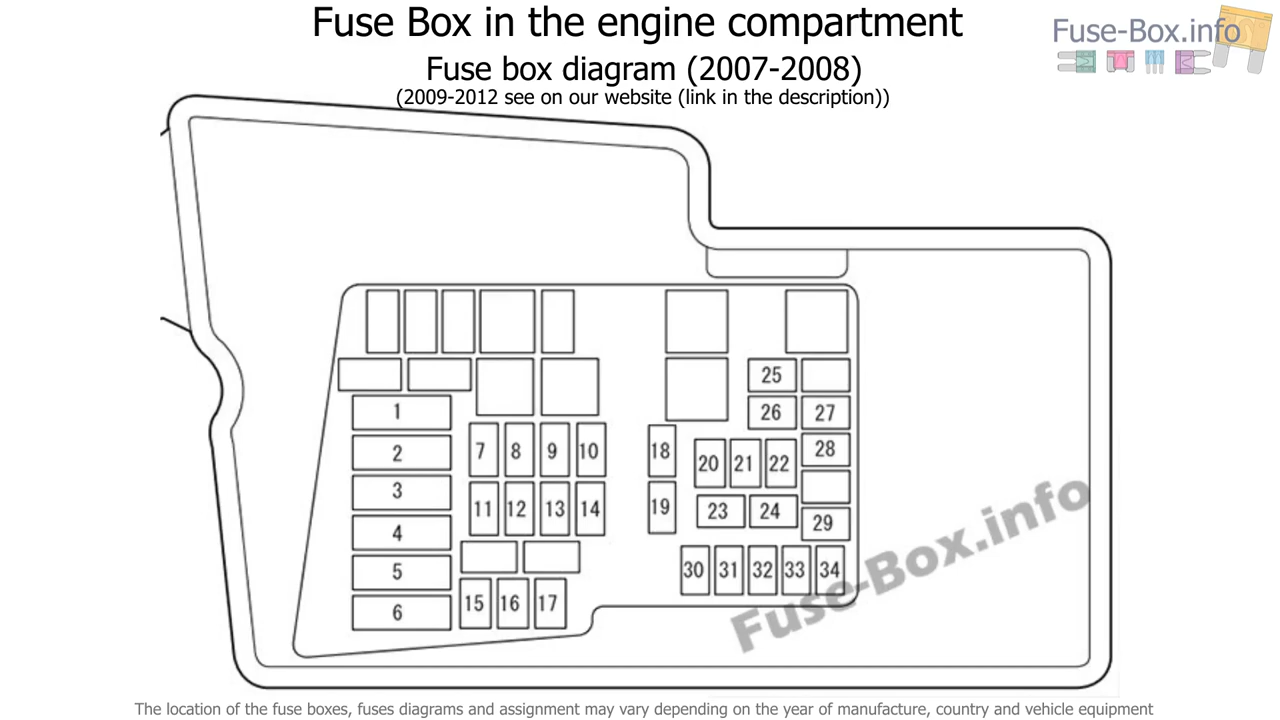 Fuse Box in the engine compartment
Fuse-Box.info
Fuse box diagram (2007-2008)
(2009-2012 see on our website (link in the description))
25
1 26 27
2 7 8 9 10 18 20 21 22 28
3
4 11 12 13 14 19 23 24 29
5 30 31 32 33 34
6 15 16 17
Fuse-Box.info
The location of the fuse boxes, fuses diagrams and assignment may vary depending on the year of manufacture, country and vehicle equipment